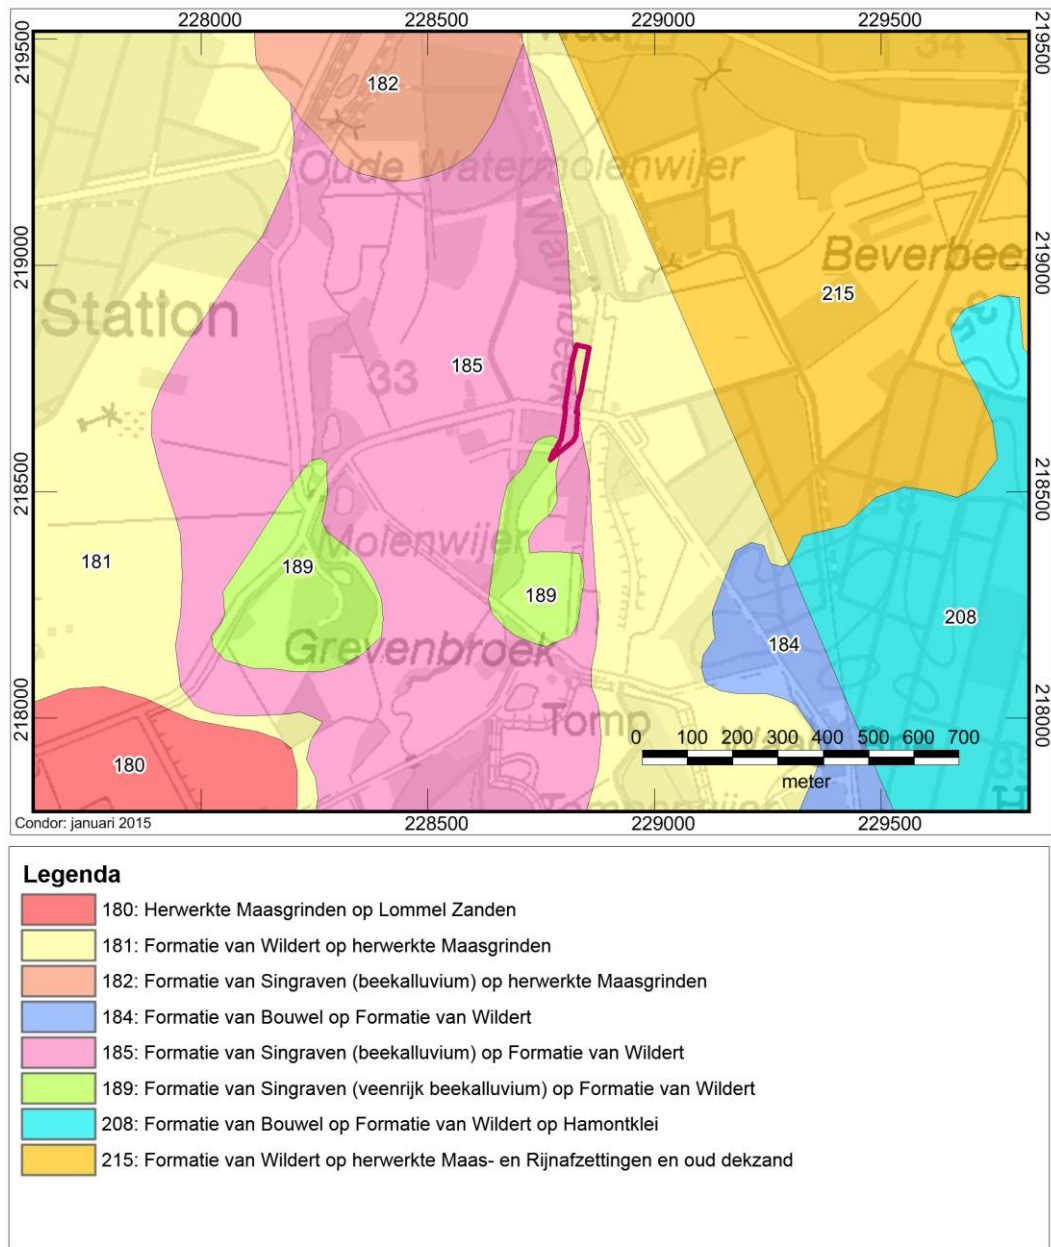 228000 228500 229000 229500
219500
219500
34
182
Oude Watermolenwijer
219000
219000
Beverbeek
215
Station
35
185
33
Warmbeek
218500
218500
Molenwijer
181
189
189
208
Grevenbroek
184
218000
218000
Tomp
0 100 200 300 400 500 600 700
meter
180
39
H
228500 229000 229500
Condor: januari 2015
Legenda
180: Herwerkte Maasgrinden op Lommel Zanden
181: Formatie van Wildert op herwerkte Maasgrinden
182: Formatie van Singraven (beekalluvium) op herwerkte Maasgrinden
184: Formatie van Bouwel op Formatie van Wildert
185: Formatie van Singraven (beekalluvium) op Formatie van Wildert
189: Formatie van Singraven (veenrijk beekalluvium) op Formatie van Wildert
208: Formatie van Bouwel op Formatie van Wildert op Hamontklei
215: Formatie van Wildert op herwerkte Maas- en Rijnafzettingen en oud dekzand